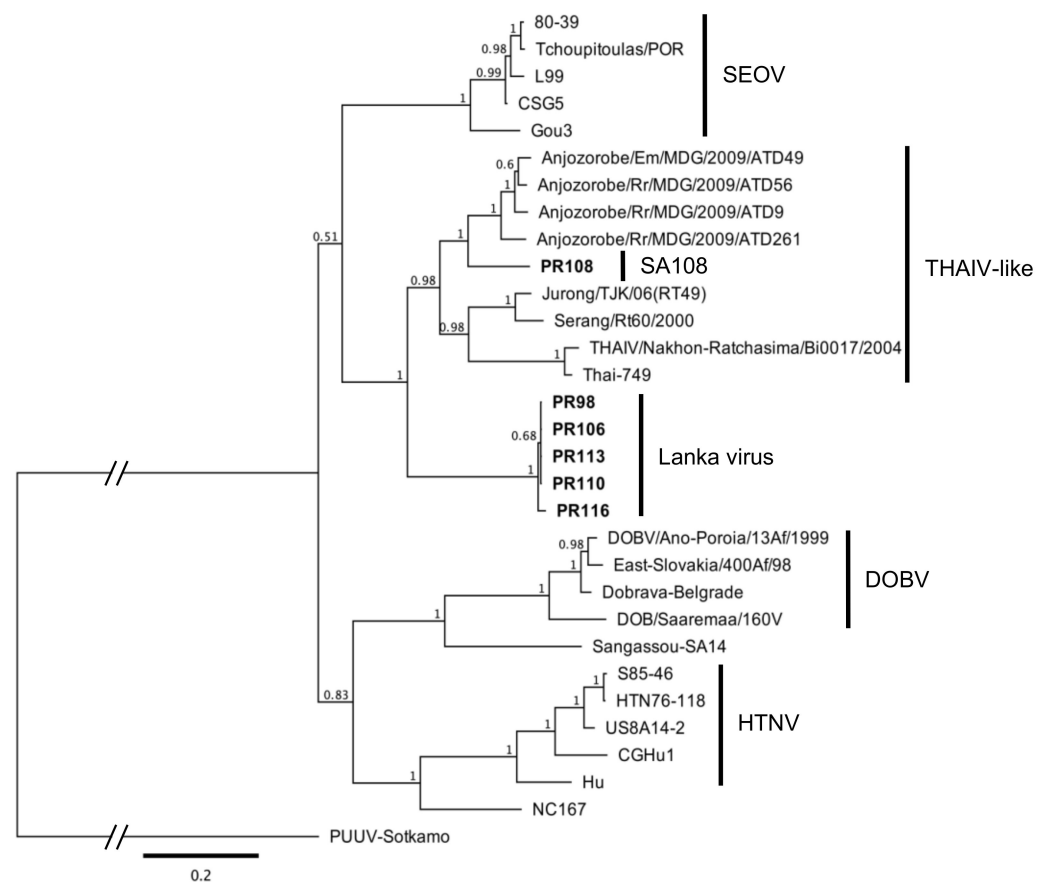 80-39
1
0.98
Tchoupitoulas/POR
0.99
L99
SEOV
1
CSG5
Gou3
Anjozorobe/Em/MDG/2009/ATD49
0.6
Anjozorobe/Rr/MDG/2009/ATD56
1
1
Anjozorobe/Rr/MDG/2009/ATD9
0.51
1
Anjozorobe/Rr/MDG/2009/ATD261
PR108
SA108
THAIV-like
0.98
Jurong/TJK/06(RT49)
1
Serang/Rt60/2000
0.98
THAIV/Nakhon-Ratchasima/Bi0017/2004
1
Thai-749
1
PR98
PR106
0.68
PR113
Lanka virus
1
PR110
PR116
DOBV/Ano-Poroia/13Af/1999
0.98
East-Slovakia/400Af/98
1
DOBV
Dobrava-Belgrade
1
DOB/Saaremaa/160V
1
Sangassou-SA14
S85-46
1
HTN76-118
0.83
1
US8A14-2
HTNV
1
CGHu1
1
Hu
1
NC167
PUUV-Sotkamo
0.2